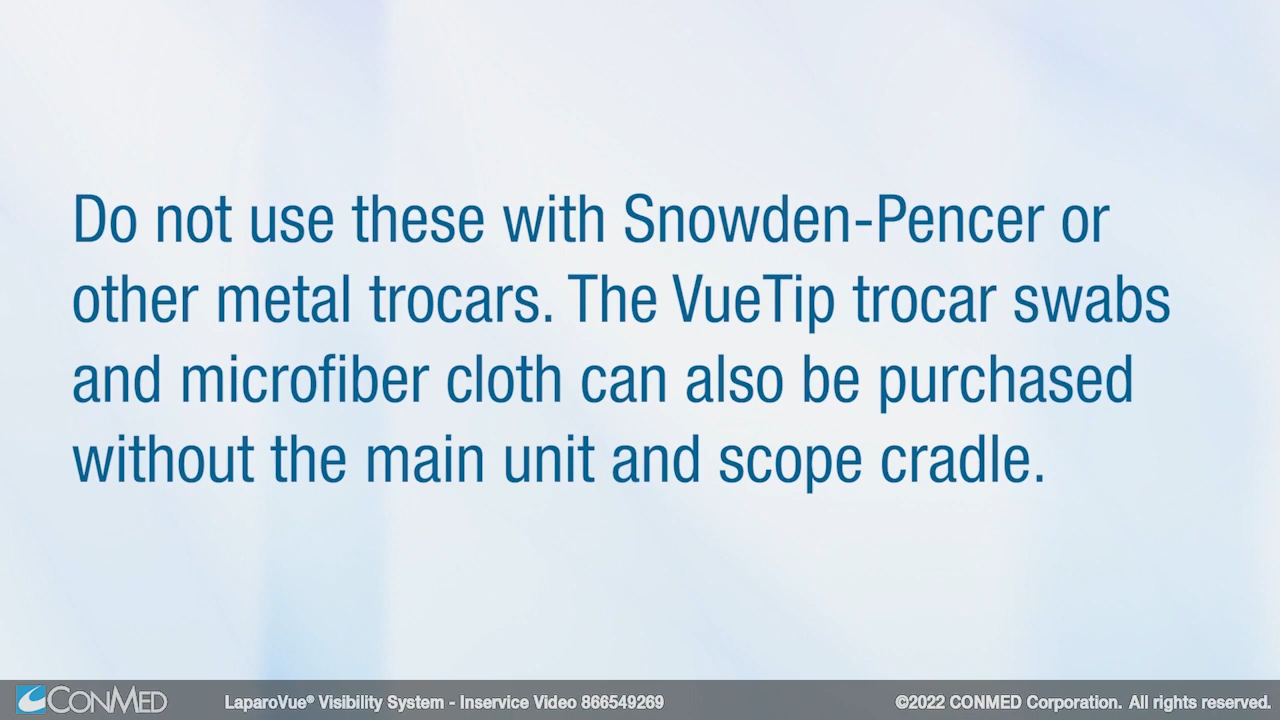 Do not use these with Snowden-Pencer or
other metal trocars. The VueTip trocar swabs
and microfiber cloth can also be purchased
without the main unit and scope cradle.
CONMED LaparoVue® Visibility System - Inservice Video 866549269 ©2022 CONMED Corporation. All rights reserved.